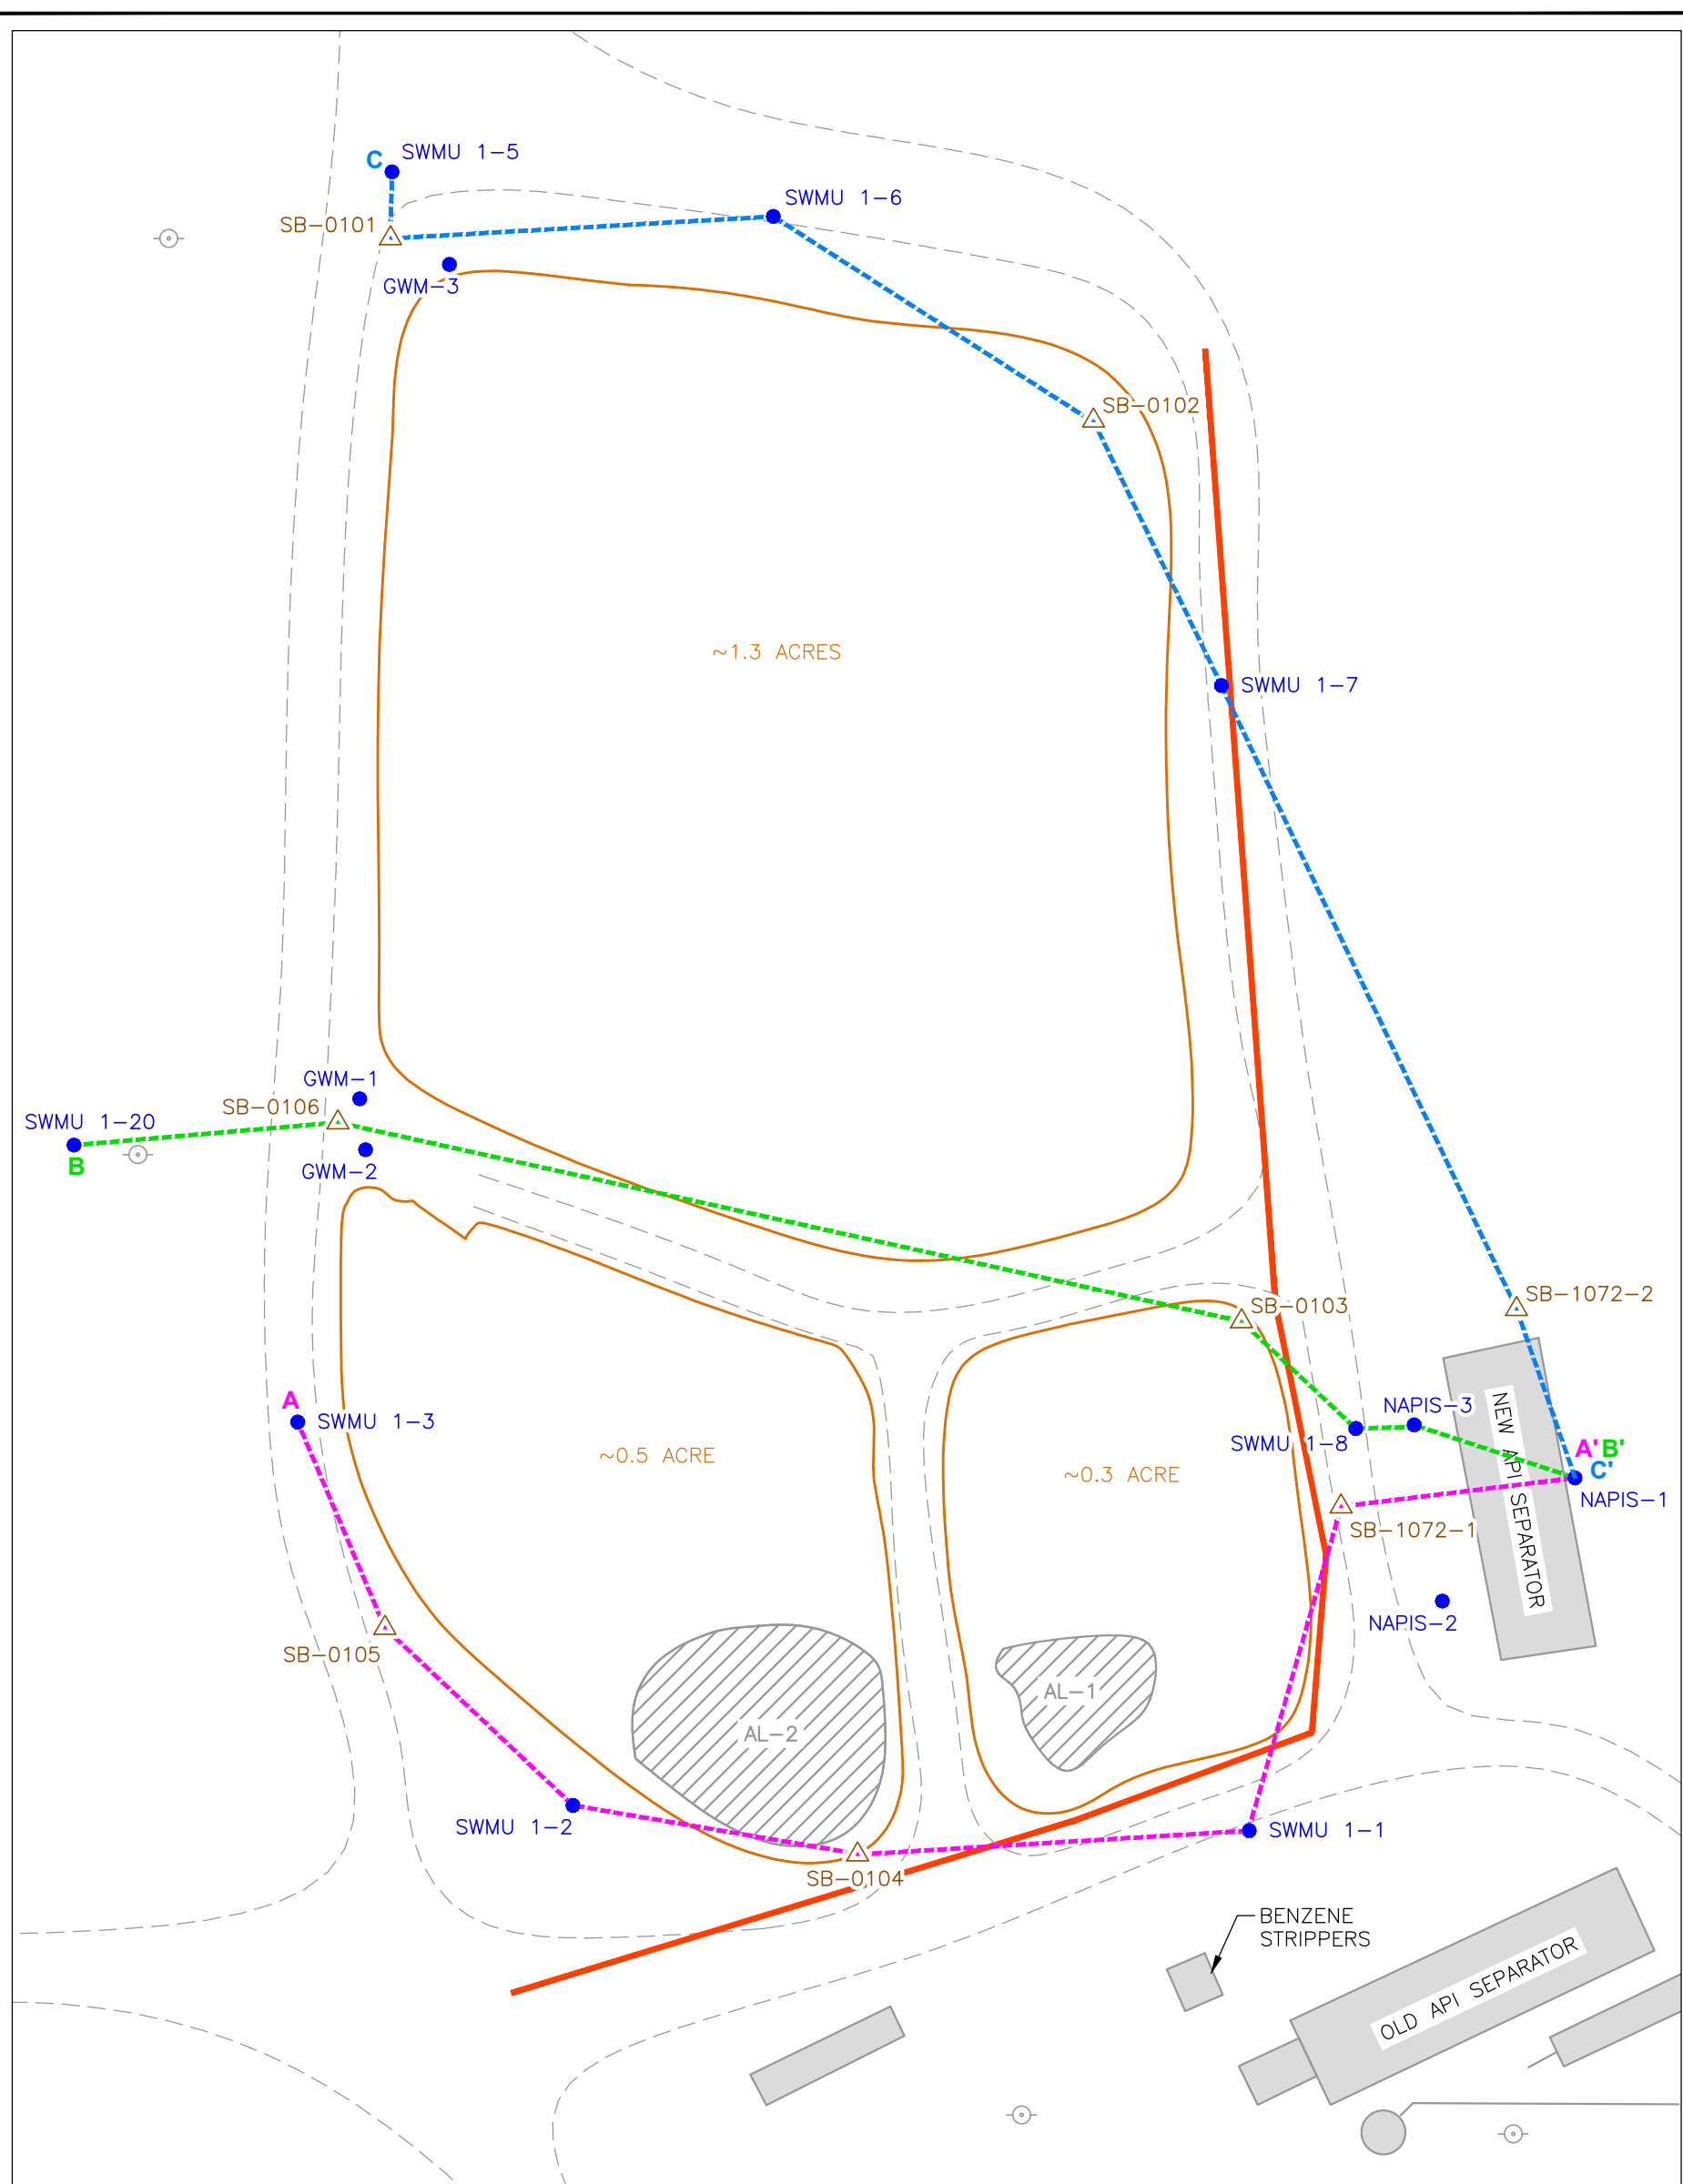 C
SWMU 1-5
SWMU 1-6
SB-0101
GWM-3
SB-0102
~1.3 ACRES
SWMU 1-7
GWM-1
SB-0106
SWMU 1-20
B
GWM-2
SB-1072-2
SB-0103
A
SWMU 1-3
NAPIS-3
SWMU 1-8
~0.5 ACRE
~0.3 ACRE
NEW API SEPARATOR
A' B'
C'
NAPIS-1
SB-1072-1
NAPIS-2
SB-0105
AL-1
AL-2
SWMU 1-2
SWMU 1-1
SB-0104
BENZENE
STRIPPERS
OLD API SEPARATOR